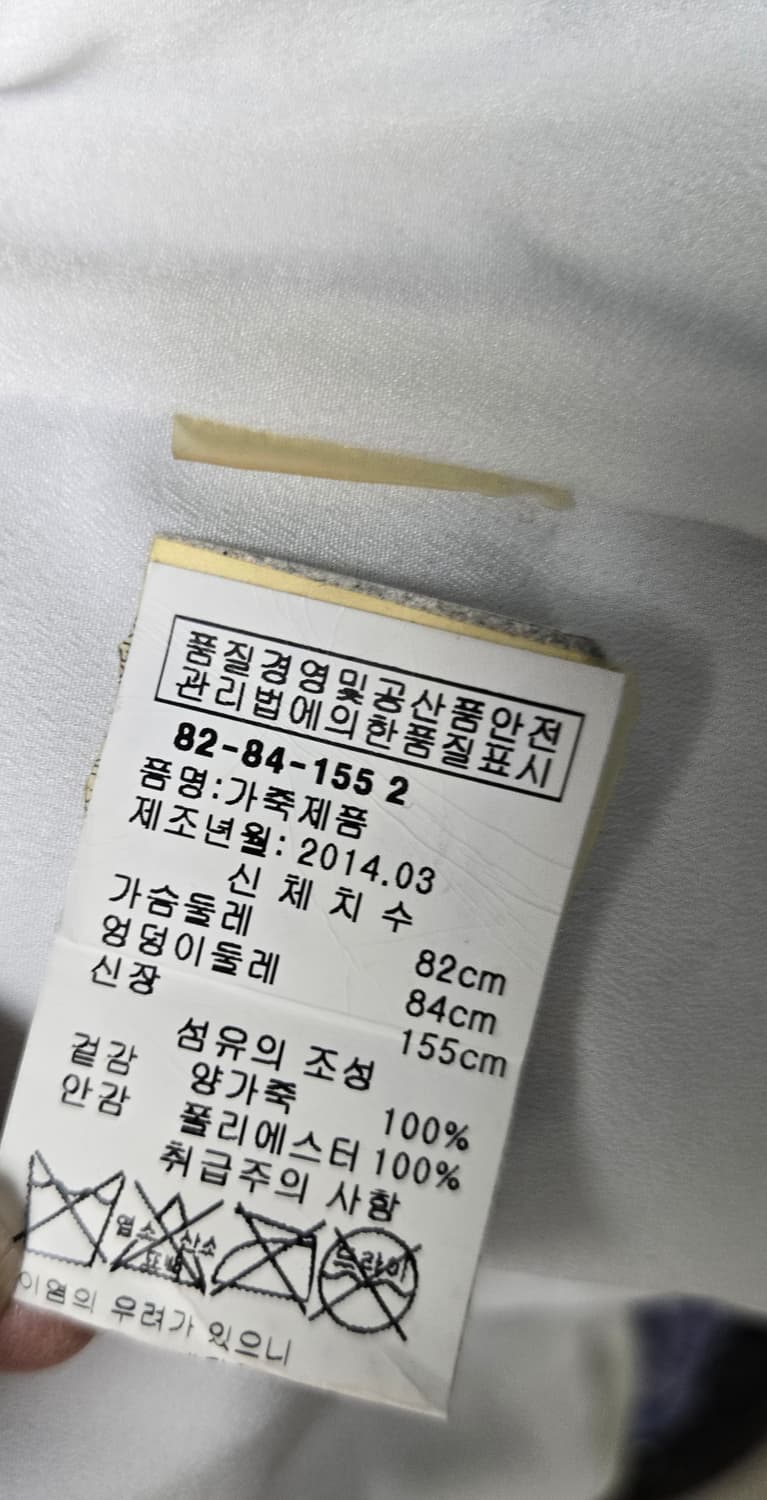 품질경영및공산품안전
관리법에의한품질표시
82-84-155 2
품명:가죽제품
제조년월: 2014.03
신 체 치 수
가슴둘레 82cm
엉덩이둘레 84cm
신장 155cm
섬유의 조성
겉감 양가죽 100%
안감 폴리에스터 100%
취급주의 사항
염소 산소
표백
드라이
이염의 우려가 있으니